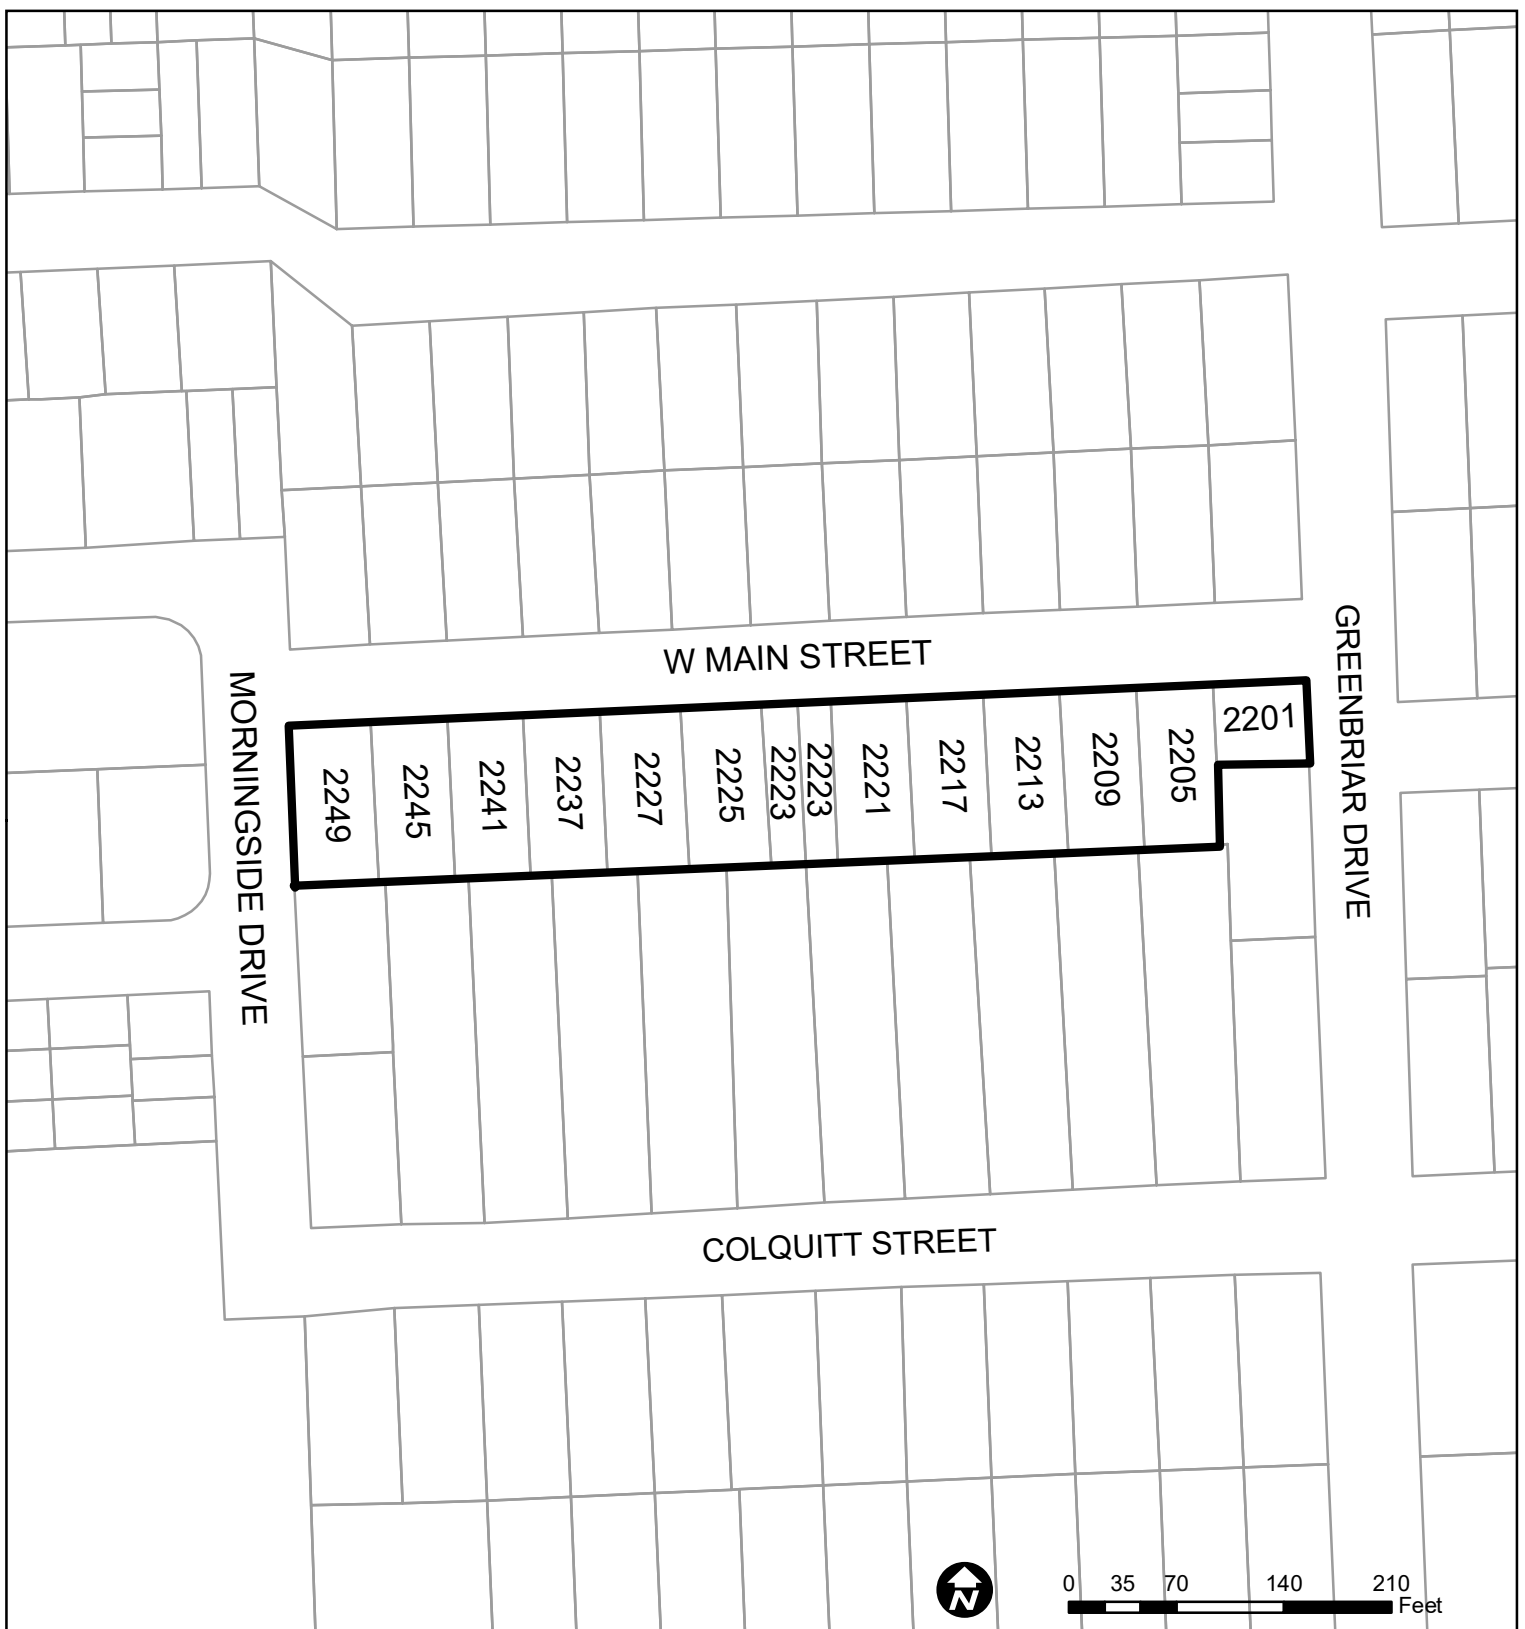 W MAIN STREET
GREENBRIAR DRIVE
MORNINGSIDE DRIVE
2249
2245
2241
2237
2227
2225
2223
2223
2221
2217
2213
2209
2205
2201
COLQUITT STREET
N
0 35 70 140 210
Feet